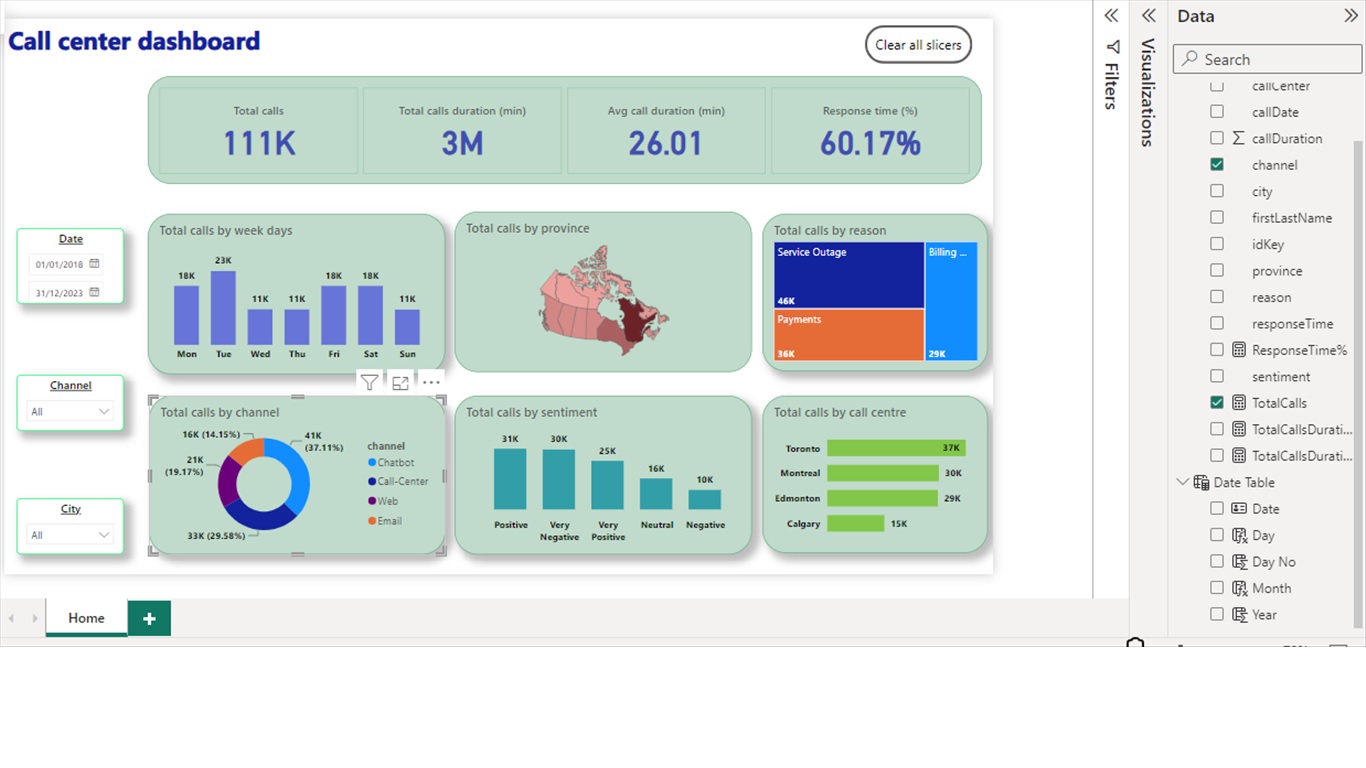 Call center dashboard
Clear all slicers
Total calls
111K
Total calls duration (min)
3M
Avg call duration (min)
26.01
Response time (%)
60.17%
Date
01/01/2018
31/12/2023
Channel
All
City
All
Total calls by week days
18K
23K
11K
11K
18K
18K
11K
Mon Tue Wed Thu Fri Sat Sun
Total calls by province
Total calls by reason
Service Outage
46K
Payments
36K
Billing ...
29K
Total calls by channel
16K (14.15%)
41K
(37.11%)
21K
(19.17%)
33K (29.58%)
channel
Chatbot
Call-Center
Web
Email
Total calls by sentiment
31K
30K
25K
16K
10K
Positive
Very
Negative
Very
Positive
Neutral
Negative
Total calls by call centre
Toronto 37K
Montreal 30K
Edmonton 29K
Calgary 15K
Home
Filters
Visualizations
Data
Search
callCenter
callDate
callDuration
channel
city
firstLastName
idKey
province
reason
responseTime
ResponseTime%
sentiment
TotalCalls
TotalCallsDurati...
TotalCallsDurati...
Date Table
Date
Day
Day No
Month
Year